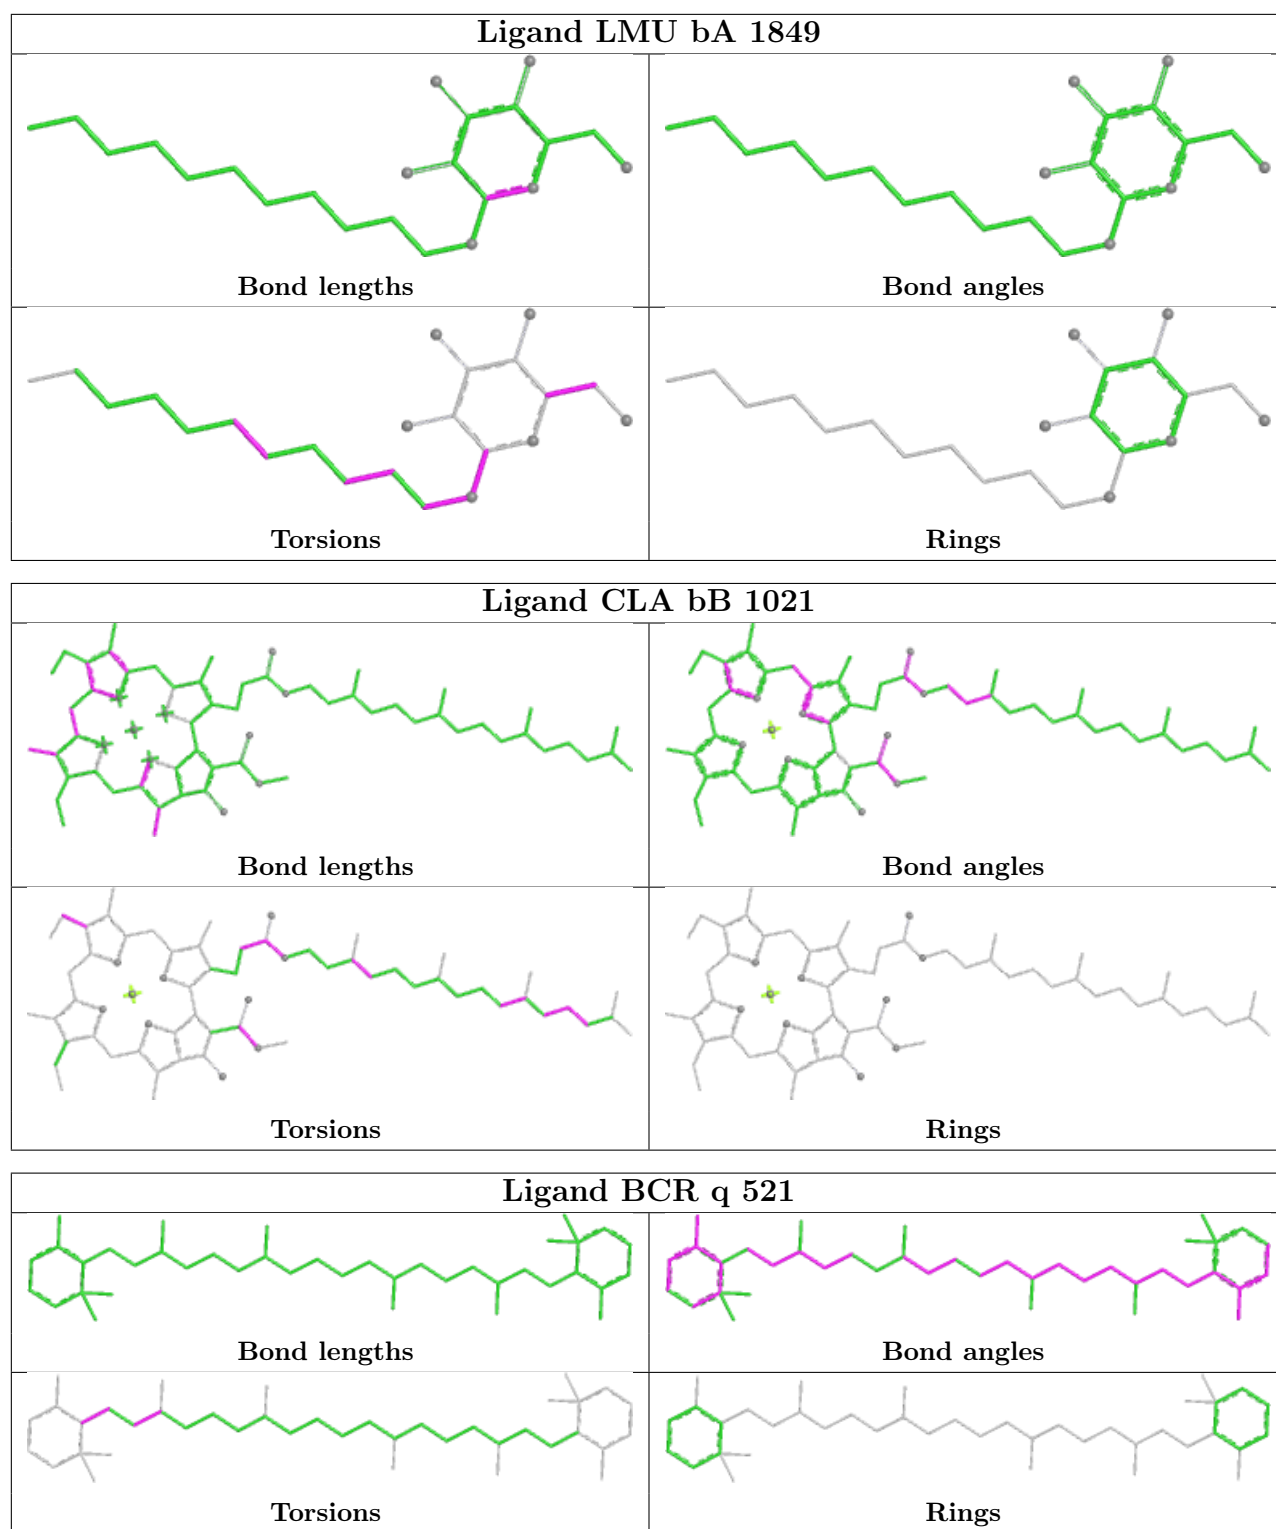 Ligand LMU bA 1849
Bond lengths
Bond angles
Torsions
Rings
Ligand CLA bB 1021
Bond lengths
Bond angles
Torsions
Rings
Ligand BCR q 521
Bond lengths
Bond angles
Torsions
Rings